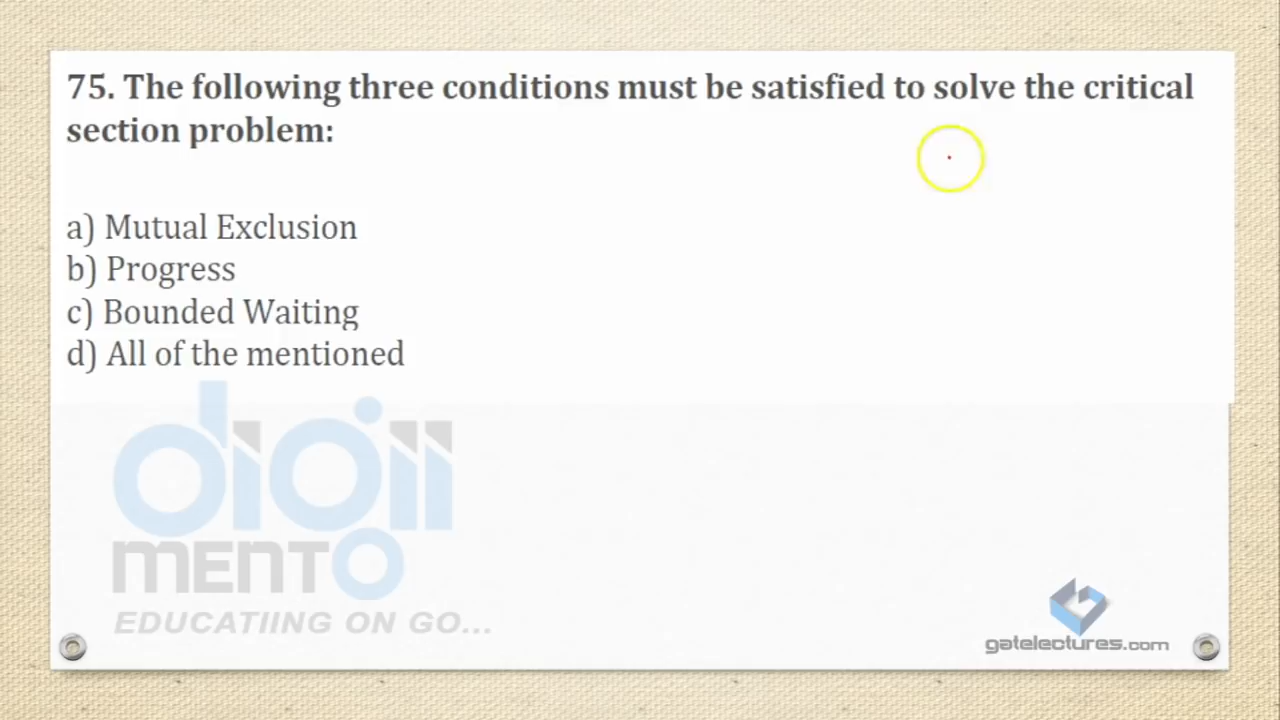 75. The following three conditions must be satisfied to solve the critical
section problem:
a) Mutual Exclusion
b) Progress
c) Bounded Waiting
d) All of the mentioned
digii
MENTO
EDUCATIING ON GO...
gatelectures.com